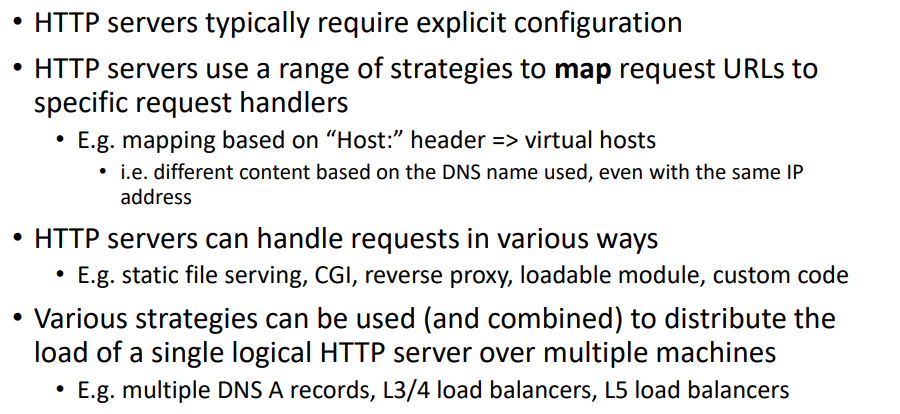 • HTTP servers typically require explicit configuration
• HTTP servers use a range of strategies to map request URLs to
specific request handlers
• E.g. mapping based on “Host:” header => virtual hosts
• i.e. different content based on the DNS name used, even with the same IP
address
• HTTP servers can handle requests in various ways
• E.g. static file serving, CGI, reverse proxy, loadable module, custom code
• Various strategies can be used (and combined) to distribute the
load of a single logical HTTP server over multiple machines
• E.g. multiple DNS A records, L3/4 load balancers, L5 load balancers